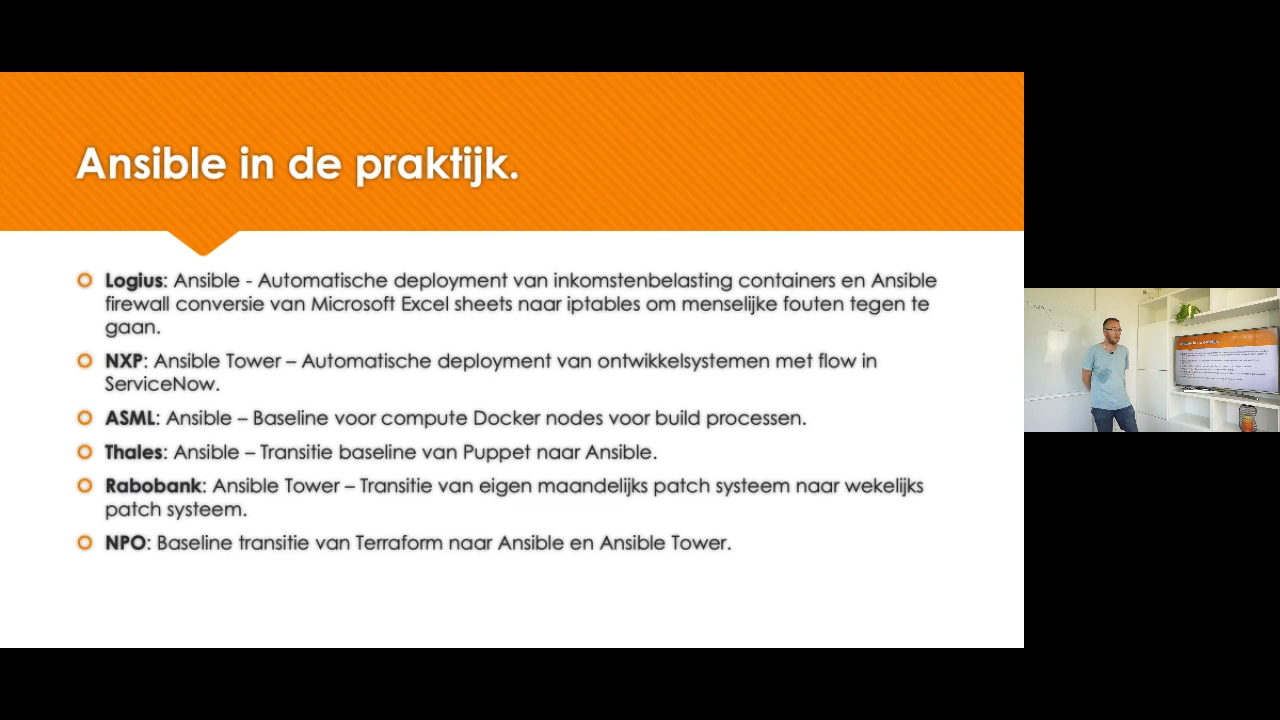 Ansible in de praktijk.
Logius: Ansible - Automatische deployment van inkomstenbelasting containers en Ansible
firewall conversie van Microsoft Excel sheets naar iptables om menselijke fouten tegen te
gaan.
NXP: Ansible Tower – Automatische deployment van ontwikkelsystemen met flow in
ServiceNow.
ASML: Ansible – Baseline voor compute Docker nodes voor build processen.
Thales: Ansible – Transitie baseline van Puppet naar Ansible.
Rabobank: Ansible Tower – Transitie van eigen maandelijks patch systeem naar wekelijks
patch systeem.
NPO: Baseline transitie van Terraform naar Ansible en Ansible Tower.